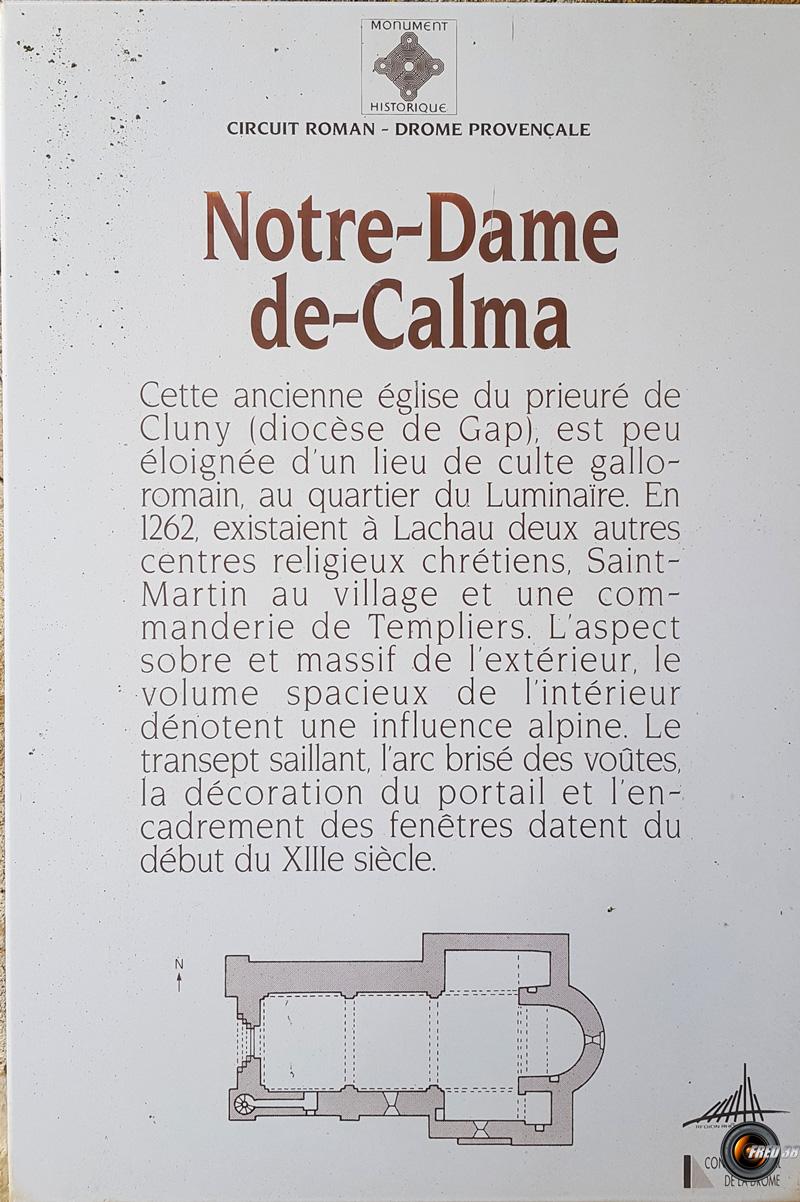 MONUMENT
HISTORIQUE
CIRCUIT ROMAN - DROME PROVENÇALE
Notre-Dame
de-Calma
Cette ancienne église du prieuré de
Cluny (diocèse de Gap), est peu
éloignée d'un lieu de culte gallo-
romain, au quartier du Luminaïre. En
1262, existaient à Lachau deux autres
centres religieux chrétiens, Saint-
Martin au village et une com-
manderie de Templiers. L'aspect
sobre et massif de l'extérieur, le
volume spacieux de l'intérieur
dénotent une influence alpine. Le
transept saillant, l'arc brisé des voûtes,
la décoration du portail et l'en-
cadrement des fenêtres datent du
début du XIIIe siècle.
N
REGION
FRED
DE LA DROME